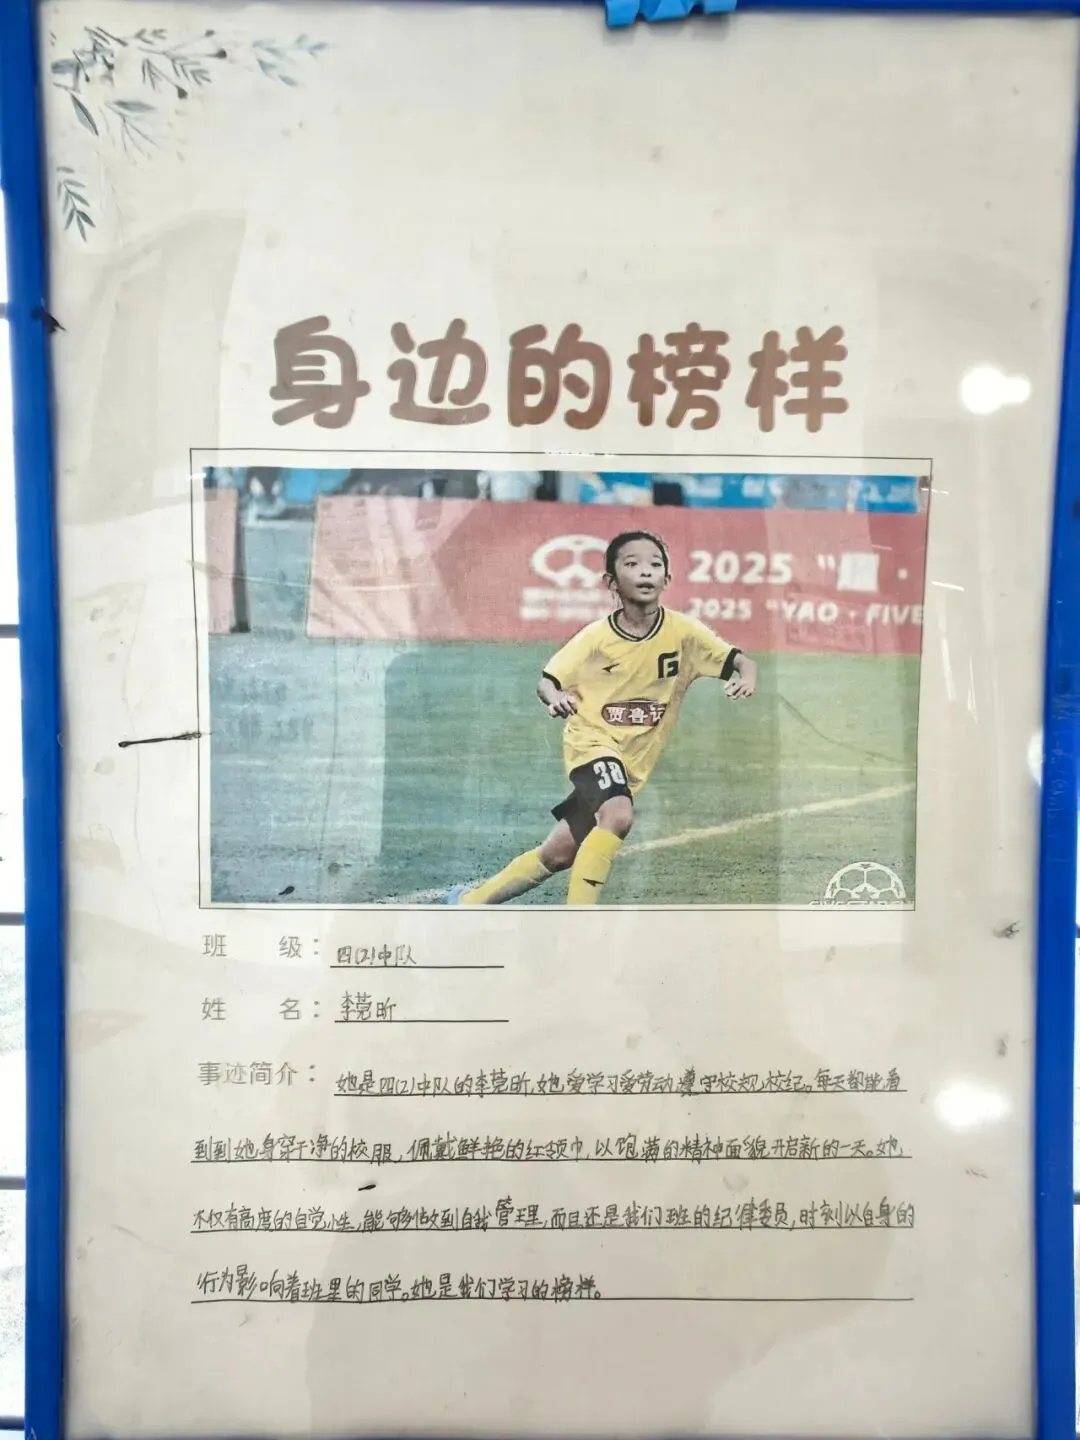 身边的榜样
2025 "
2025 "YAO · FIVE
G
贾鲁
38
班 级：四(2)中队
姓 名：李莞昕
事迹简介：她是四(2)中队的李莞昕,她爱学习爱劳动遵守校规校纪。每天都能看
到到她身穿干净的校服,佩戴鲜艳的红领巾,以饱满的精神面貌开启新的一天。她
不仅有高度的自觉性,能够做到自我管理,而且还是我们班的纪律委员,时刻以自身的
行为影响着班里的同学。她是我们学习的榜样。